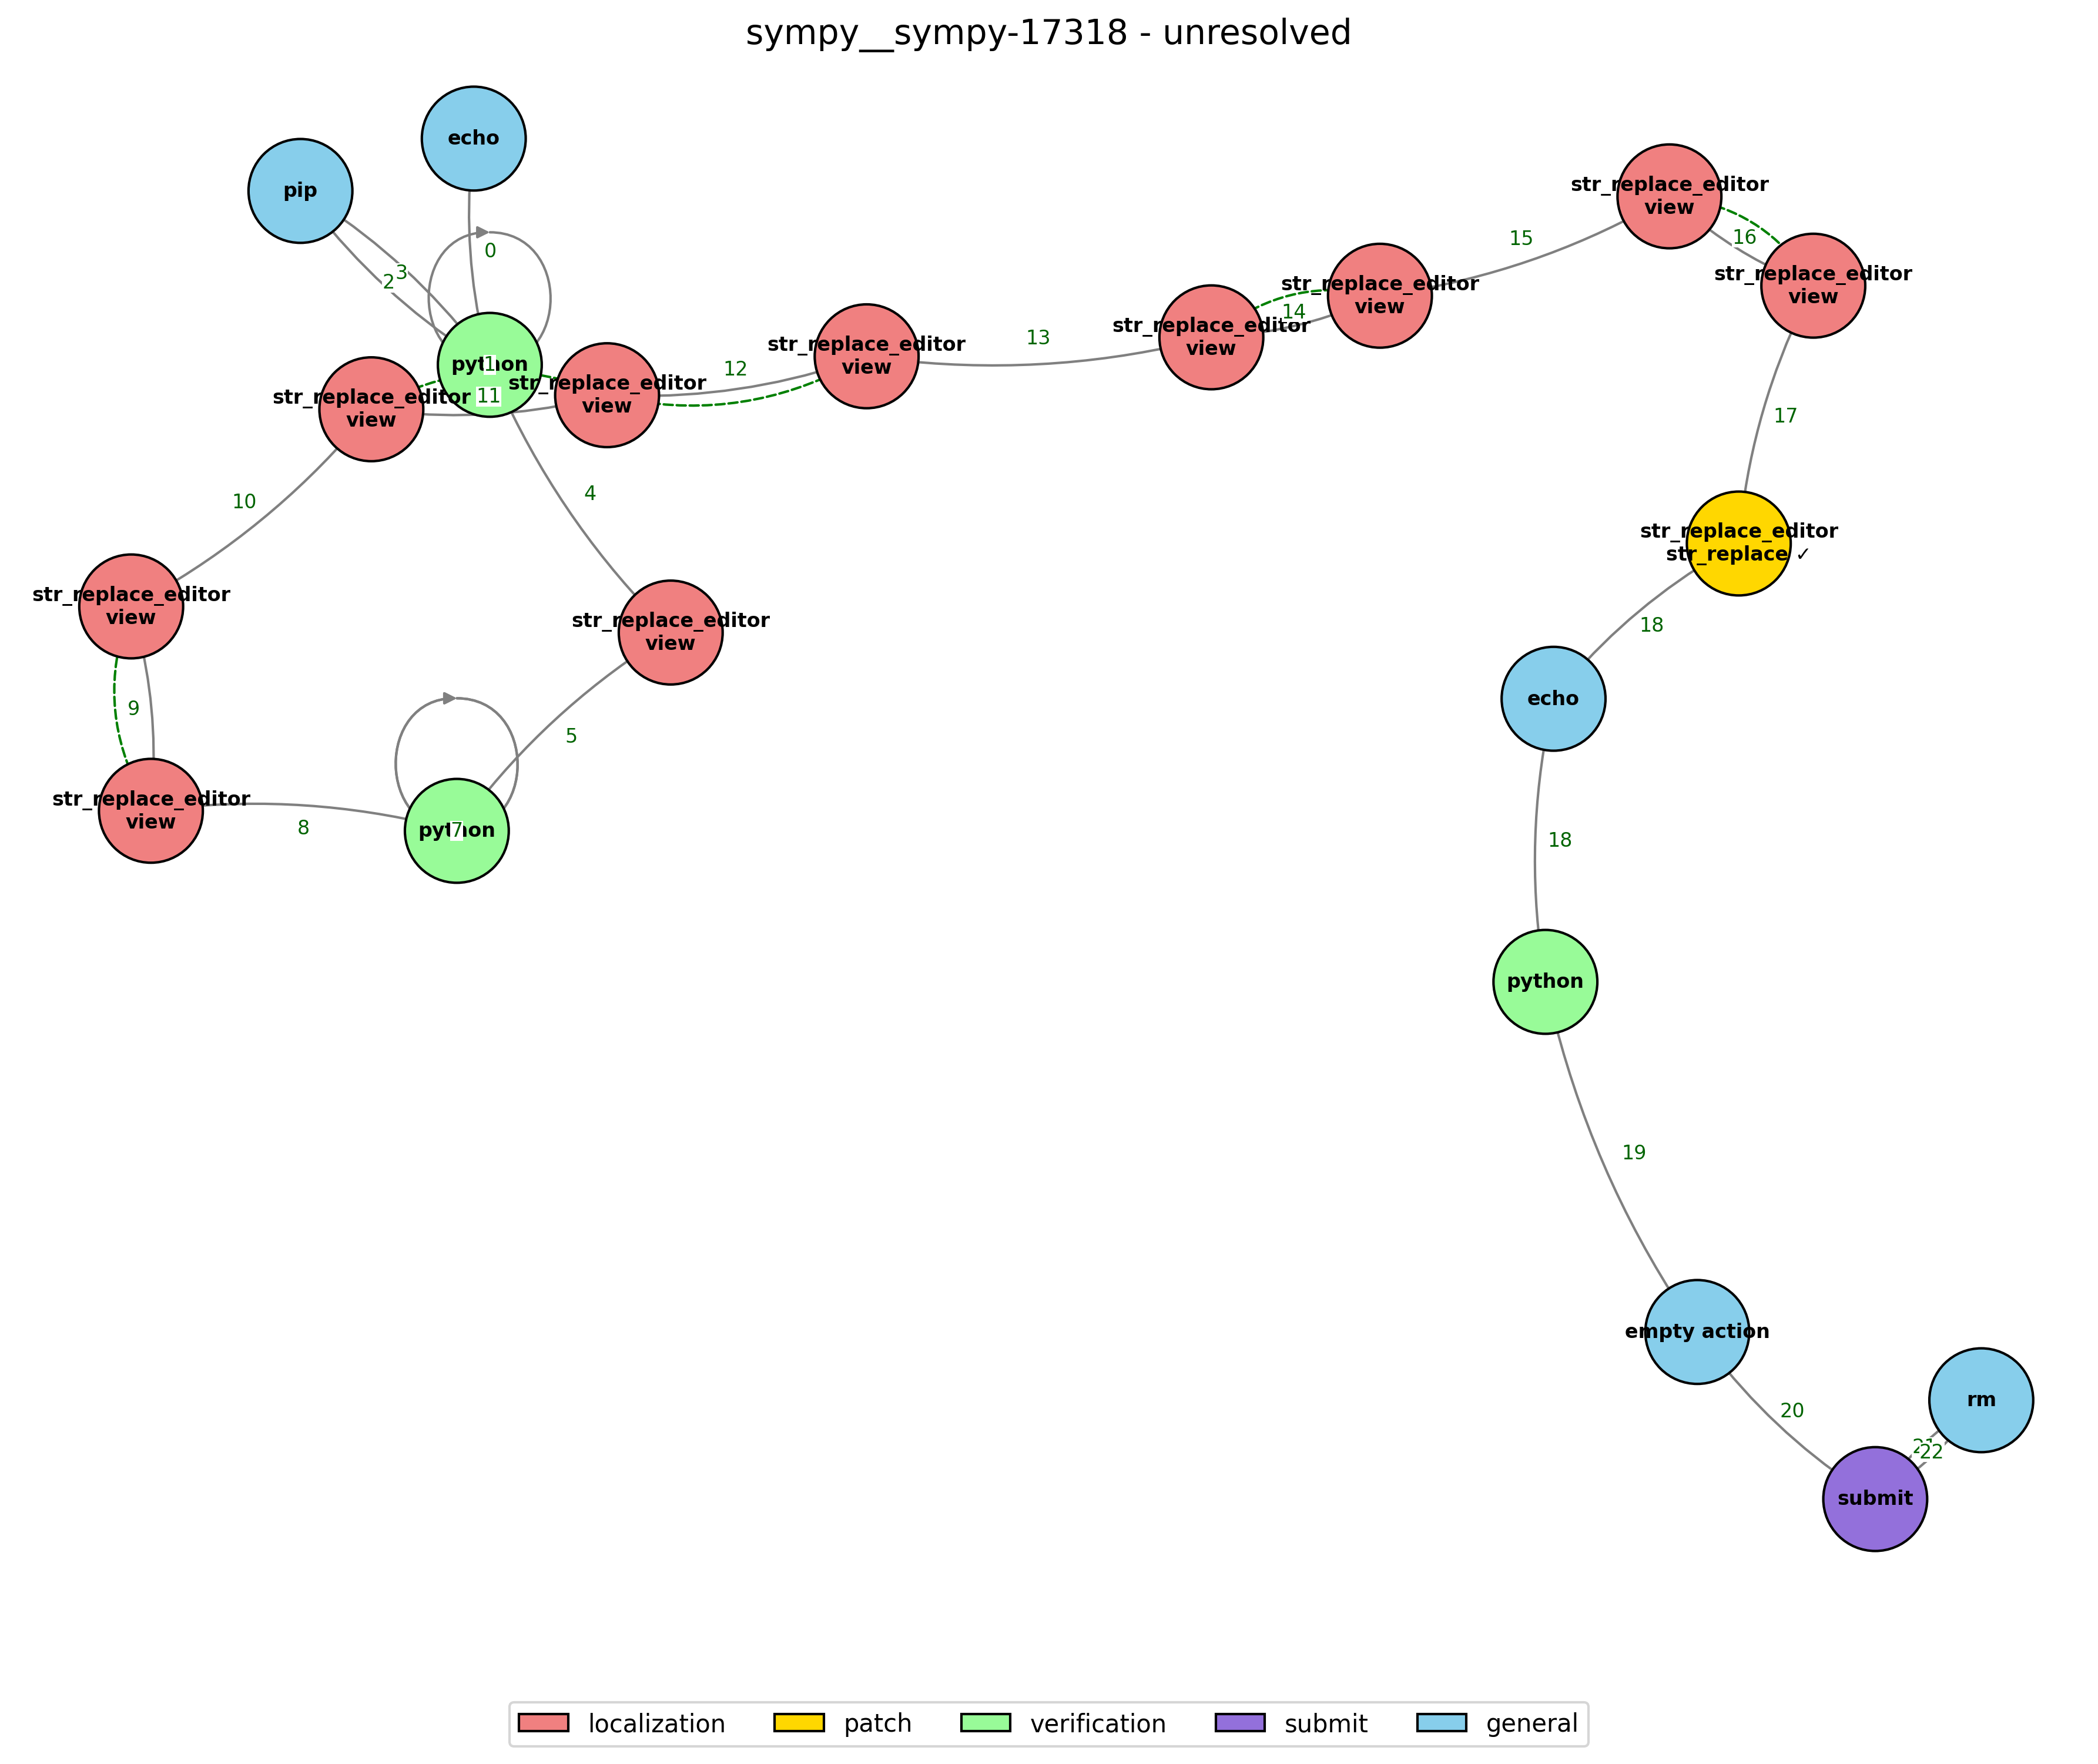 sympy__sympy-17318 - unresolved
echo
pip
0
3
2
python
1
11
str_replace_editor
view
str_replace_editor
view
12
str_replace_editor
view
13
str_replace_editor
view
14
str_replace_editor
view
15
str_replace_editor
view
16
str_replace_editor
view
17
10
4
str_replace_editor
view
str_replace_editor
view
9
5
str_replace_editor
view
8
python
7
str_replace_editor
str_replace ✓
18
echo
18
python
19
empty action
20
rm
21
22
submit
localization
patch
verification
submit
general